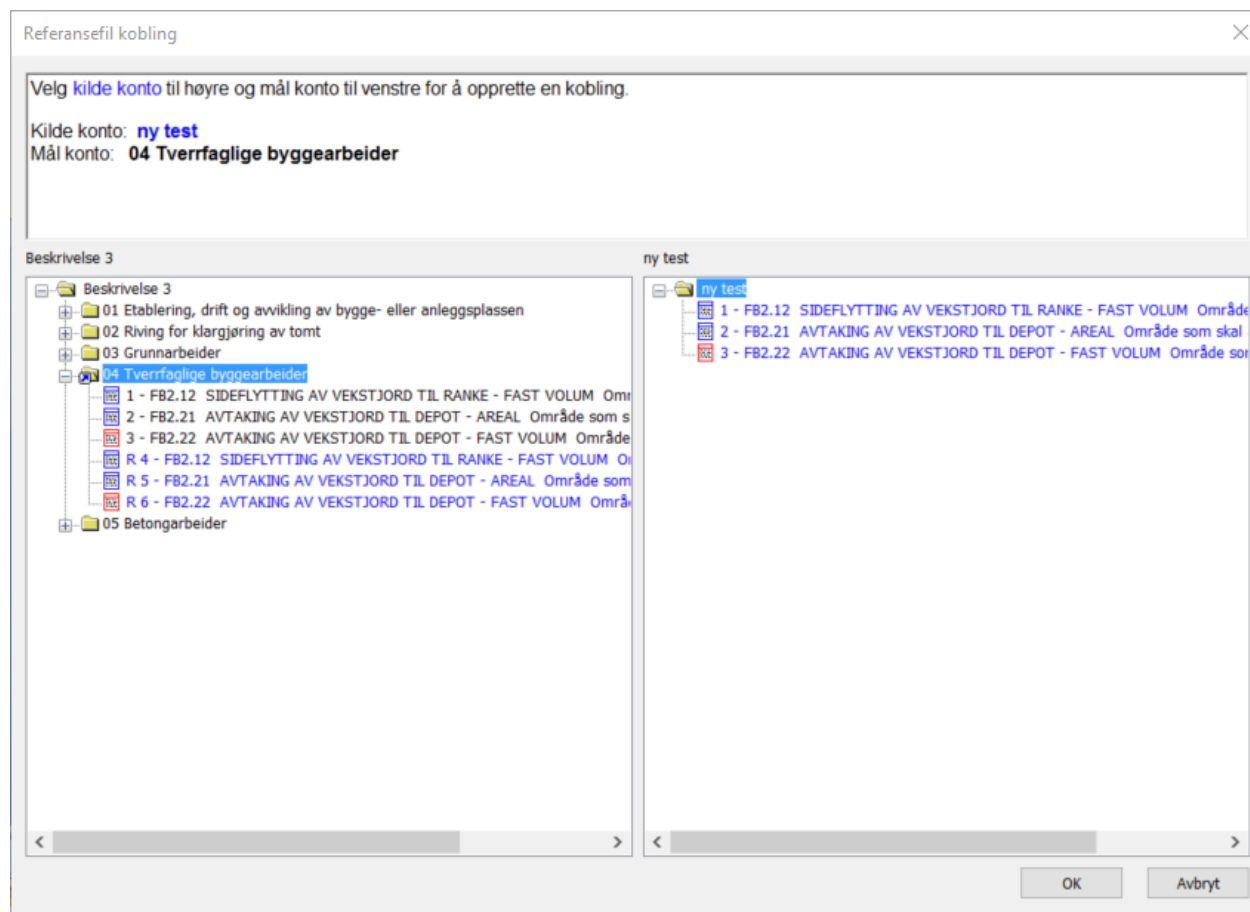 Referansefil kobling
Velg kilde konto til høyre og mål konto til venstre for å opprette en kobling.
Kilde konto: ny test
Mål konto: 04 Tverrfaglige byggearbeider
Beskrivelse 3
Beskrivelse 3
01 Etablering, drift og avvikling av bygge- eller anleggsplassen
02 Riving for klargjøring av tomt
03 Grunnarbeider
04 Tverrfaglige byggearbeider
1 - FB2.12 SIDEFLYTTING AV VEKSTJORD TIL RANKE - FAST VOLUM Omr
2 - FB2.21 AVTAKING AV VEKSTJORD TIL DEPOT - AREAL Område som s
3 - FB2.22 AVTAKING AV VEKSTJORD TIL DEPOT - FAST VOLUM Område
R 4 - FB2.12 SIDEFLYTTING AV VEKSTJORD TIL RANKE - FAST VOLUM O
R 5 - FB2.21 AVTAKING AV VEKSTJORD TIL DEPOT - AREAL Område som
R 6 - FB2.22 AVTAKING AV VEKSTJORD TIL DEPOT - FAST VOLUM Områ
05 Betongarbeider
ny test
ny test
1 - FB2.12 SIDEFLYTTING AV VEKSTJORD TIL RANKE - FAST VOLUM Område
2 - FB2.21 AVTAKING AV VEKSTJORD TIL DEPOT - AREAL Område som skal
3 - FB2.22 AVTAKING AV VEKSTJORD TIL DEPOT - FAST VOLUM Område so
OK
Avbryt